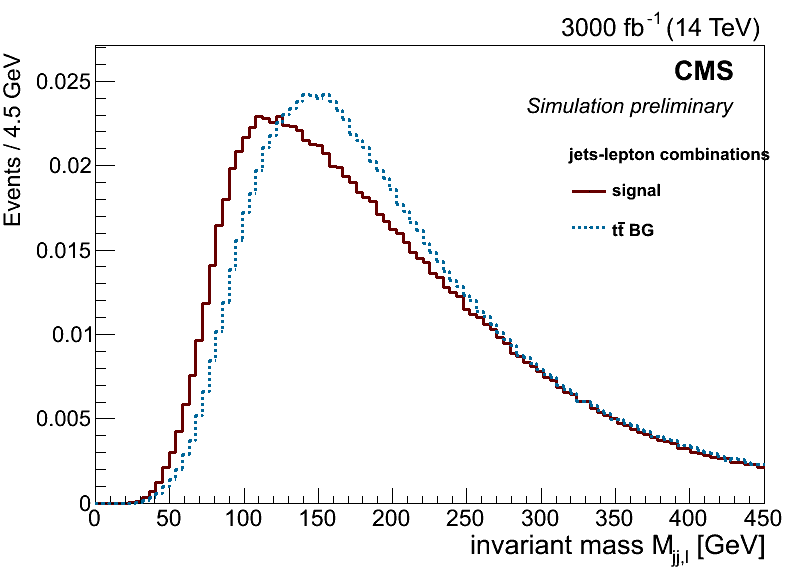 3000 fb⁻¹ (14 TeV)
CMS
Simulation preliminary
jets-lepton combinations
signal
tt̄ BG
Events / 4.5 GeV
0.025
0.02
0.015
0.01
0.005
0
0 50 100 150 200 250 300 350 400 450
invariant mass M_jj,l [GeV]